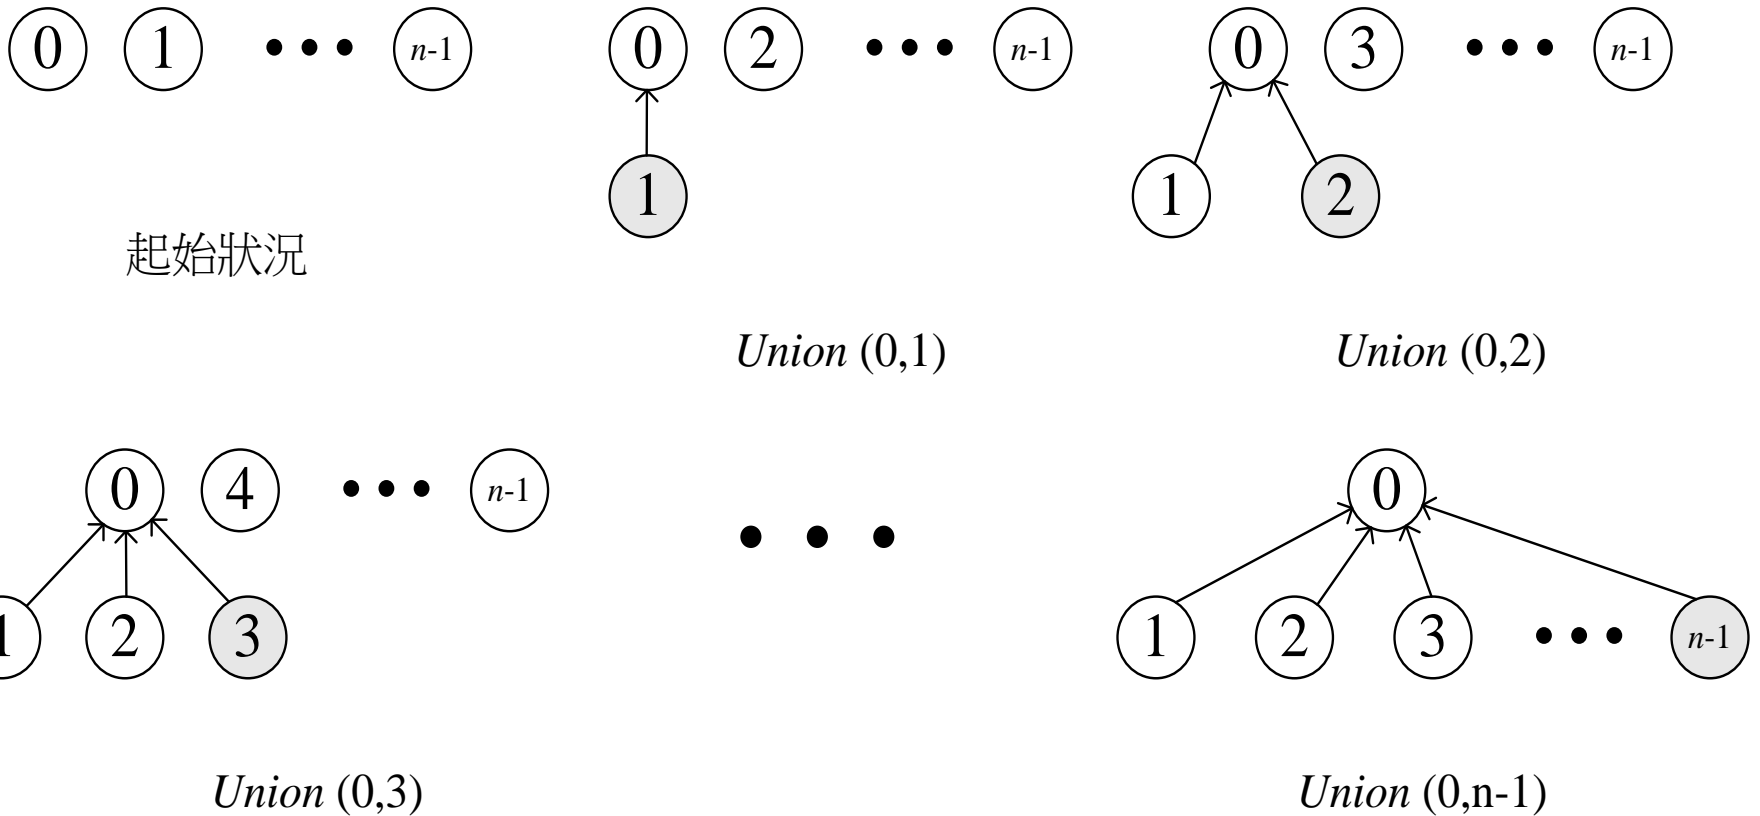 0 1 ••• n-1
0 2 ••• n-1
1
0 3 ••• n-1
1 2
起始狀況
Union (0,1)
Union (0,2)
0 4 ••• n-1
1 2 3
• • •
0
1 2 3 ••• n-1
Union (0,3)
Union (0,n-1)